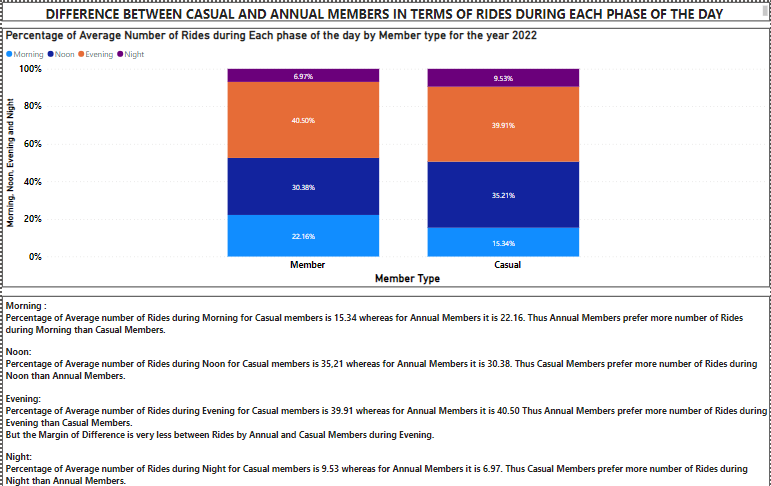 DIFFERENCE BETWEEN CASUAL AND ANNUAL MEMBERS IN TERMS OF RIDES DURING EACH PHASE OF THE DAY
Percentage of Average Number of Rides during Each phase of the day by Member type for the year 2022
Morning Noon Evening Night
100%
80%
60%
40%
20%
0%
Morning, Noon, Evening and Night
6.97%
40.50%
30.38%
22.16%
9.53%
39.91%
35.21%
15.34%
Member Casual
Member Type
Morning :
Percentage of Average number of Rides during Morning for Casual members is 15.34 whereas for Annual Members it is 22.16. Thus Annual Members prefer more number of Rides
during Morning than Casual Members.
Noon:
Percentage of Average number of Rides during Noon for Casual members is 35,21 whereas for Annual Members it is 30.38. Thus Casual Members prefer more number of Rides during
Noon than Annual Members.
Evening:
Percentage of Average number of Rides during Evening for Casual members is 39.91 whereas for Annual Members it is 40.50 Thus Annual Members prefer more number of Rides during
Evening than Casual Members.
But the Margin of Difference is very less between Rides by Annual and Casual Members during Evening.
Night:
Percentage of Average number of Rides during Night for Casual members is 9.53 whereas for Annual Members it is 6.97. Thus Casual Members prefer more number of Rides during
Night than Annual Members.